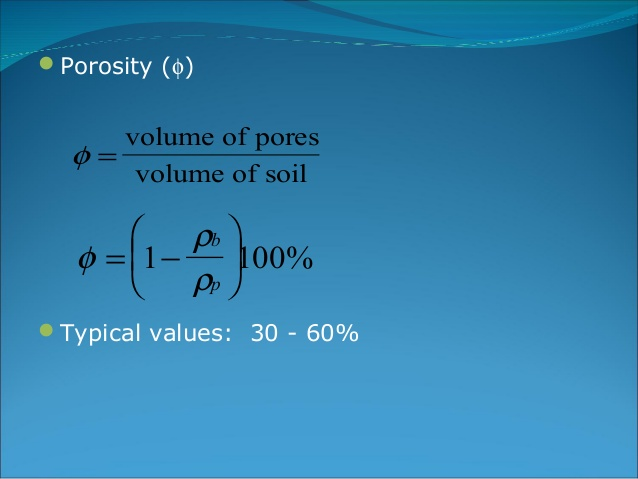 Porosity (ϕ)
ϕ = volume of pores / volume of soil
ϕ = (1 − ρb / ρp) 100%
Typical values: 30 - 60%